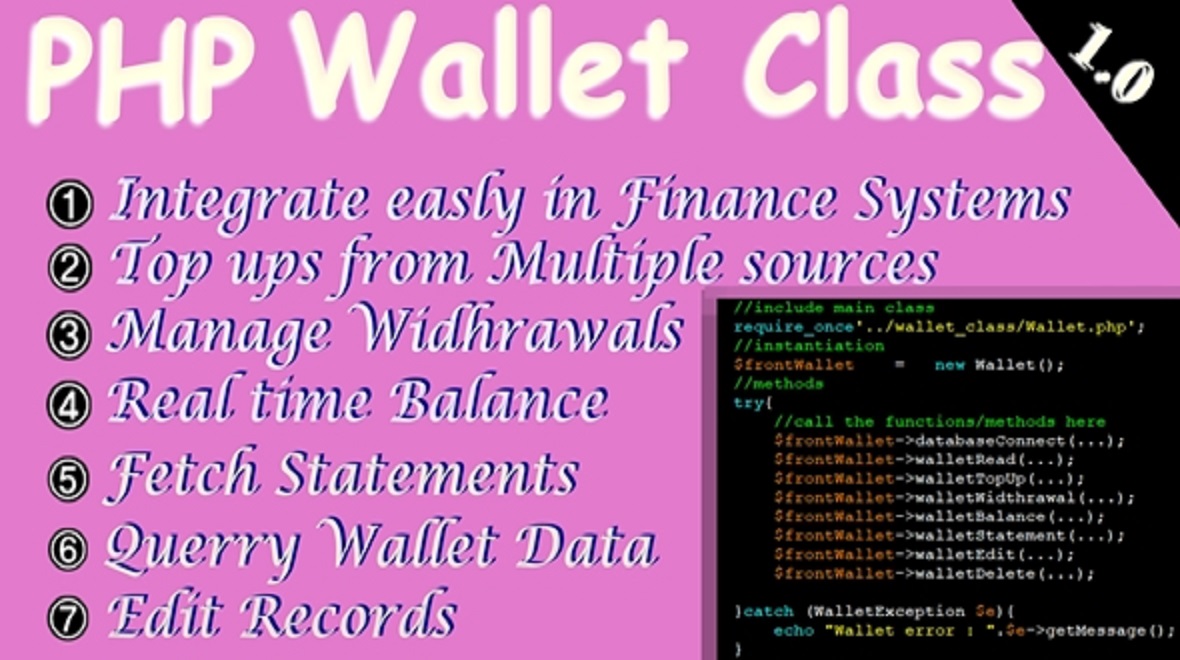 PHP Wallet Class
1.0
1 Integrate easly in Finance Systems
2 Top ups from Multiple sources
3 Manage Widhrawals
4 Real time Balance
5 Fetch Statements
6 Querry Wallet Data
7 Edit Records
//include main class
require_once'../wallet_class/Wallet.php';
//instantiation
$frontWallet = new Wallet();
//methods
try{
//call the functions/methods here
$frontWallet->databaseConnect(...);
$frontWallet->walletRead(...);
$frontWallet->walletTopUp(...);
$frontWallet->walletWidthrawal(...);
$frontWallet->walletBalance(...);
$frontWallet->walletStatement(...);
$frontWallet->walletEdit(...);
$frontWallet->walletDelete(...);
}catch (WalletException $e){
echo "Wallet error : ".$e->getMessage();
}